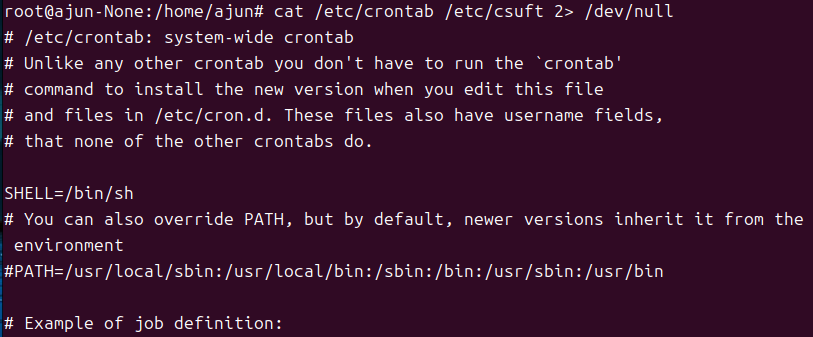 root@ajun-None:/home/ajun# cat /etc/crontab /etc/csuft 2> /dev/null
# /etc/crontab: system-wide crontab
# Unlike any other crontab you don't have to run the `crontab'
# command to install the new version when you edit this file
# and files in /etc/cron.d. These files also have username fields,
# that none of the other crontabs do.

SHELL=/bin/sh
# You can also override PATH, but by default, newer versions inherit it from the
 environment
#PATH=/usr/local/sbin:/usr/local/bin:/sbin:/bin:/usr/sbin:/usr/bin

# Example of job definition: